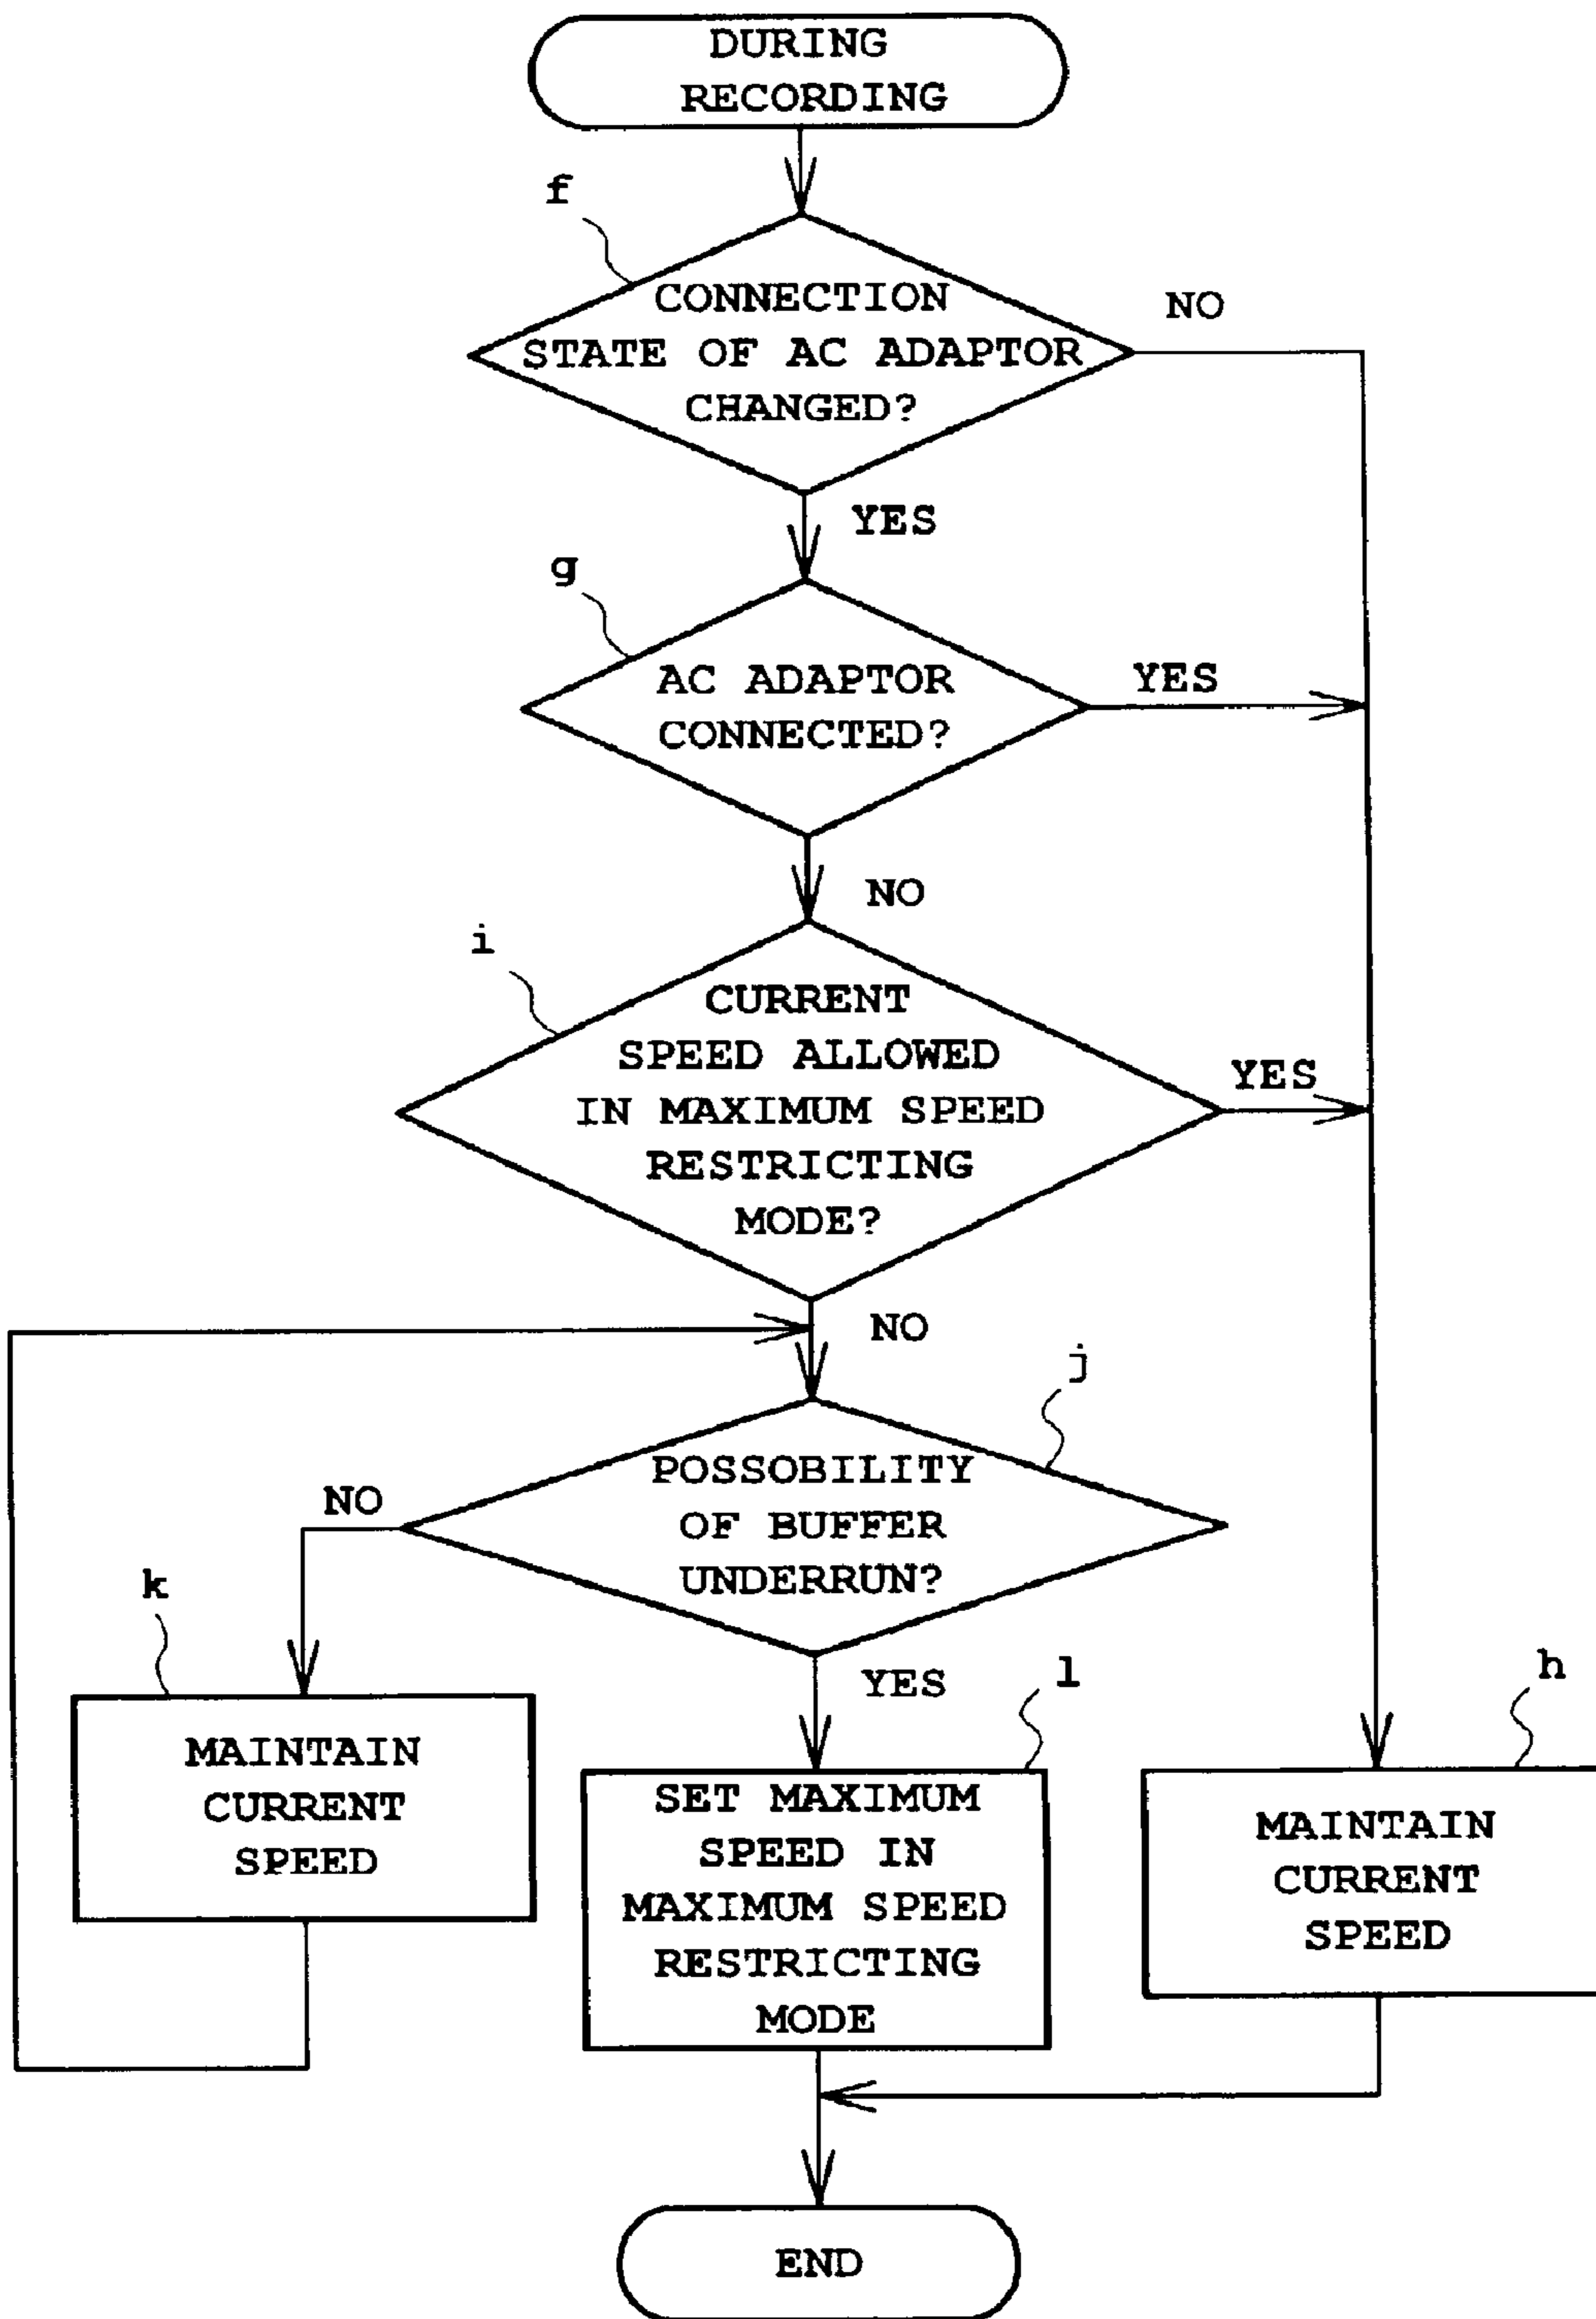 DURING
RECORDING
f
CONNECTION
STATE OF AC ADAPTOR
CHANGED?
NO
YES
g
AC ADAPTOR
CONNECTED?
YES
NO
i
CURRENT
SPEED ALLOWED
IN MAXIMUM SPEED
RESTRICTING
MODE?
YES
NO
j
POSSOBILITY
OF BUFFER
UNDERRUN?
NO
YES
k
MAINTAIN
CURRENT
SPEED
l
SET MAXIMUM
SPEED IN
MAXIMUM SPEED
RESTRICTING
MODE
h
MAINTAIN
CURRENT
SPEED
END